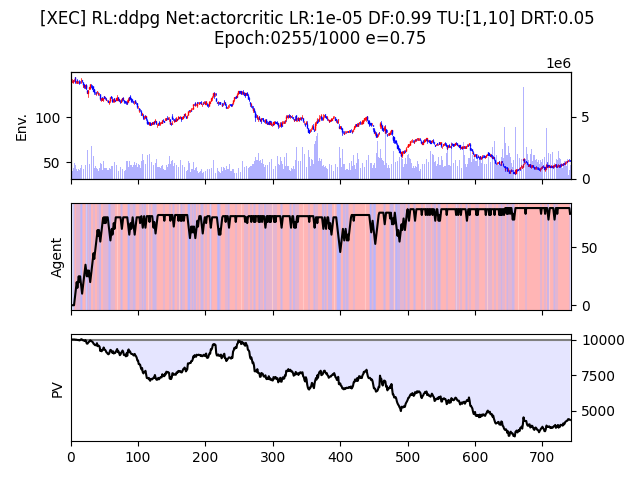 [XEC] RL:ddpg Net:actorcritic LR:1e-05 DF:0.99 TU:[1,10] DRT:0.05
Epoch:0255/1000 e=0.75
1e6
Env.
100
50
5
0
Agent
50
0
PV
10000
7500
5000
0 100 200 300 400 500 600 700